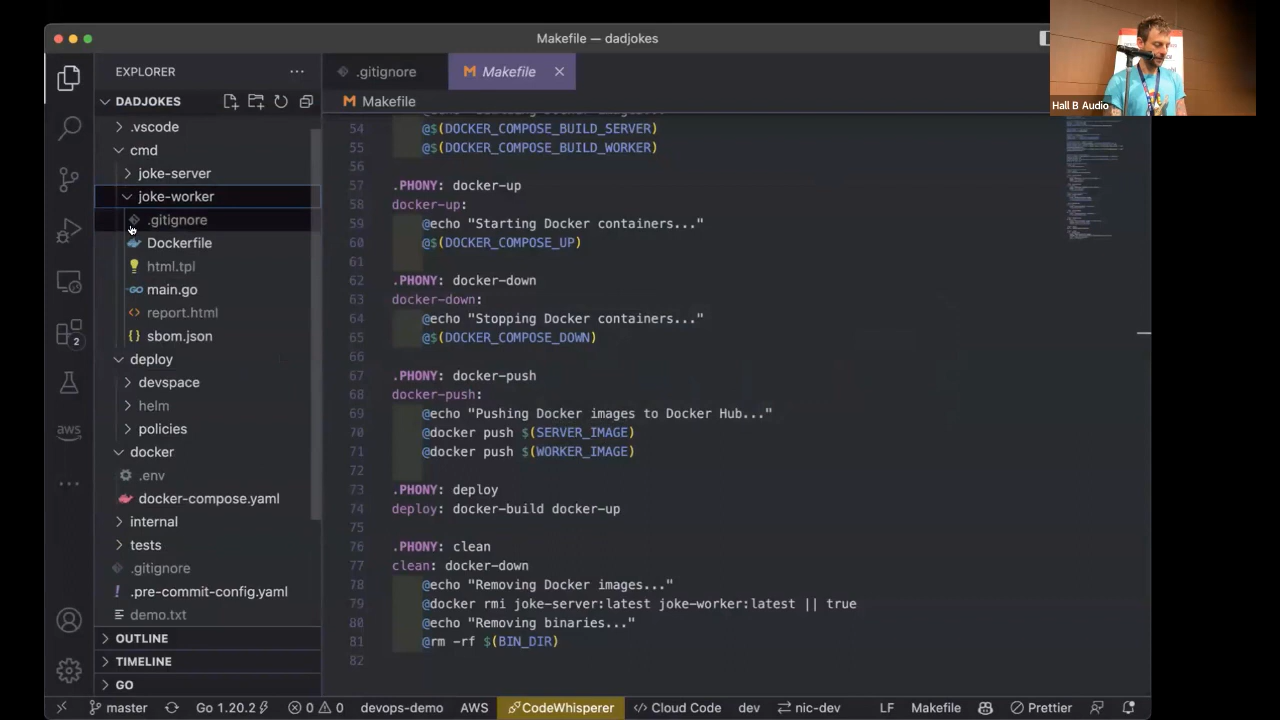 Makefile — dadjokes
Hall B Audio
EXPLORER
DADJOKES
.vscode
cmd
joke-server
joke-worker
.gitignore
Dockerfile
html.tpl
main.go
report.html
sbom.json
deploy
devspace
helm
policies
docker
.env
docker-compose.yaml
internal
tests
.gitignore
.pre-commit-config.yaml
demo.txt
OUTLINE
TIMELINE
GO
2
aws
.gitignore
Makefile
Makefile
54 @$(DOCKER_COMPOSE_BUILD_SERVER)
55 @$(DOCKER_COMPOSE_BUILD_WORKER)
56
57 .PHONY: docker-up
58 docker-up:
59 @echo "Starting Docker containers..."
60 @$(DOCKER_COMPOSE_UP)
61
62 .PHONY: docker-down
63 docker-down:
64 @echo "Stopping Docker containers..."
65 @$(DOCKER_COMPOSE_DOWN)
66
67 .PHONY: docker-push
68 docker-push:
69 @echo "Pushing Docker images to Docker Hub..."
70 @docker push $(SERVER_IMAGE)
71 @docker push $(WORKER_IMAGE)
72
73 .PHONY: deploy
74 deploy: docker-build docker-up
75
76 .PHONY: clean
77 clean: docker-down
78 @echo "Removing Docker images..."
79 @docker rmi joke-server:latest joke-worker:latest || true
80 @echo "Removing binaries..."
81 @rm -rf $(BIN_DIR)
82
master Go 1.20.2 0 0 devops-demo AWS CodeWhisperer Cloud Code dev nic-dev LF Makefile Prettier